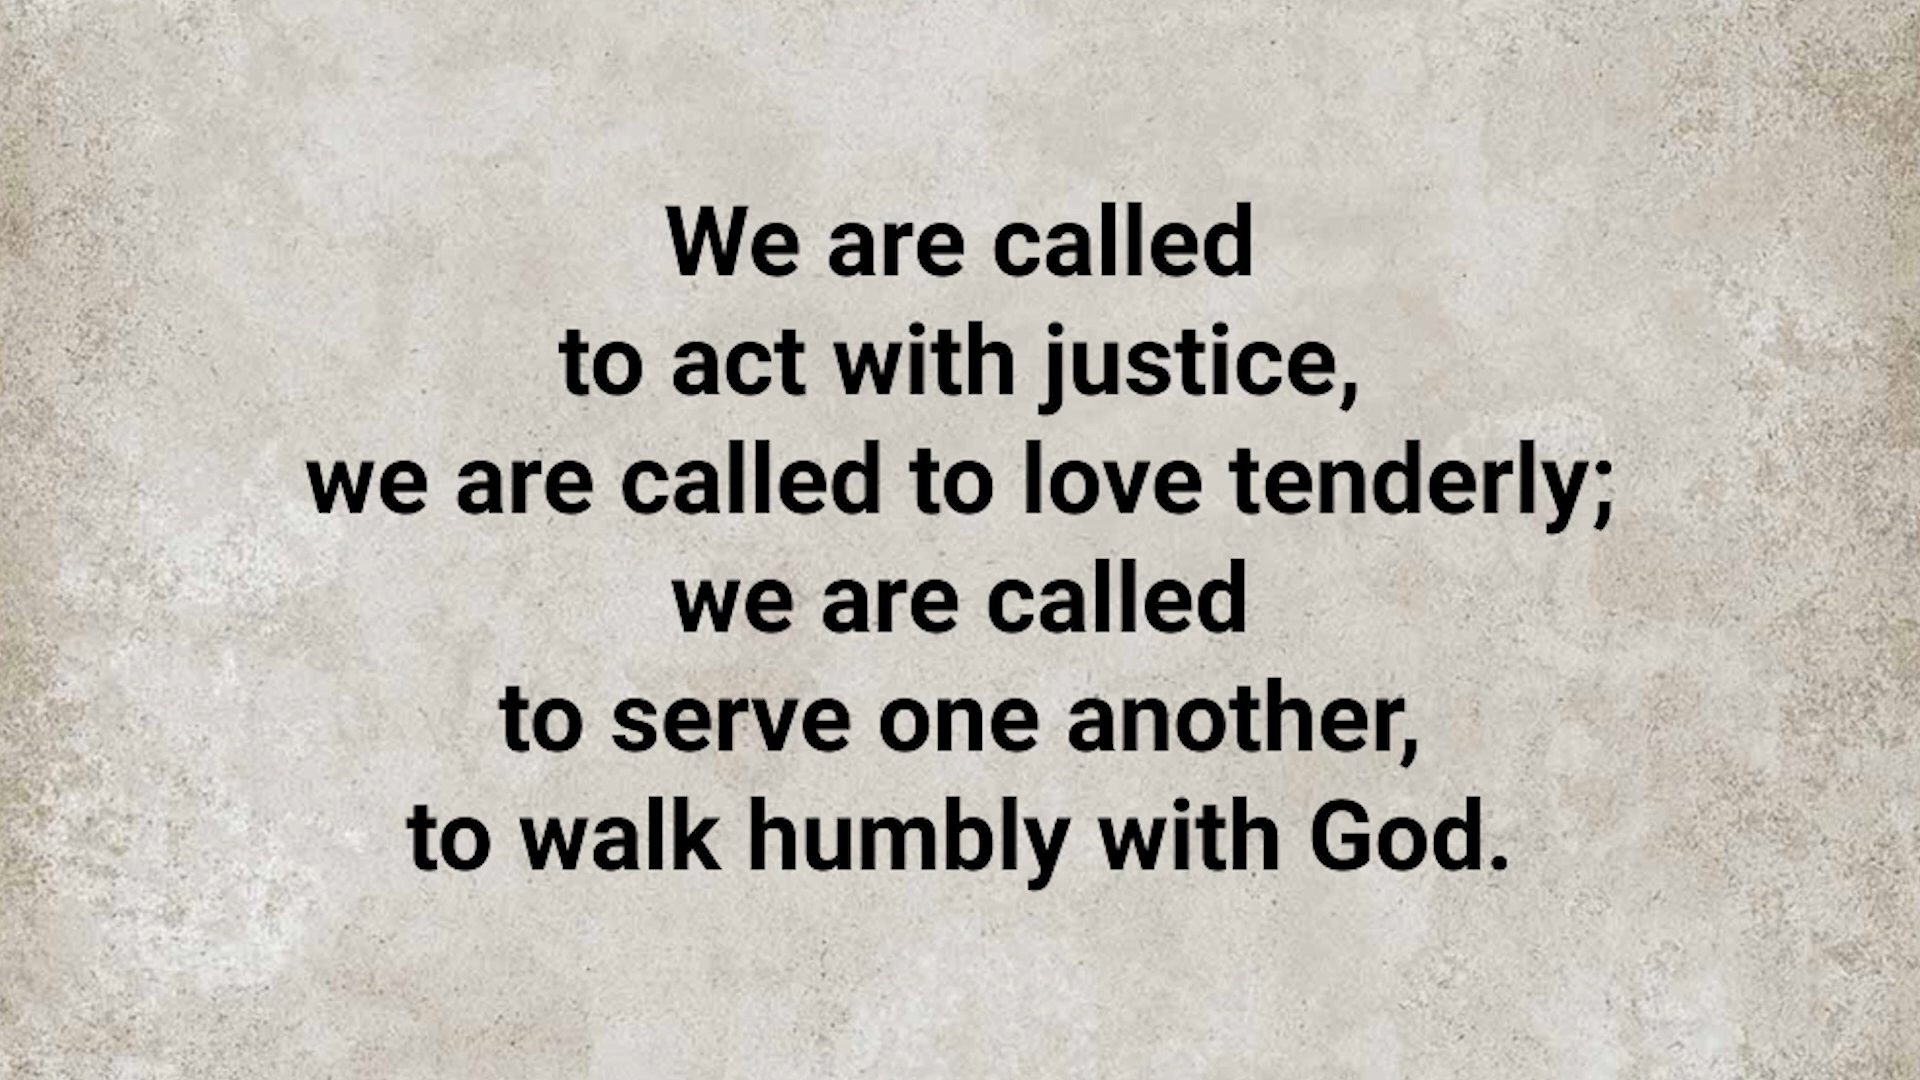 We are called
to act with justice,
we are called to love tenderly;
we are called
to serve one another,
to walk humbly with God.